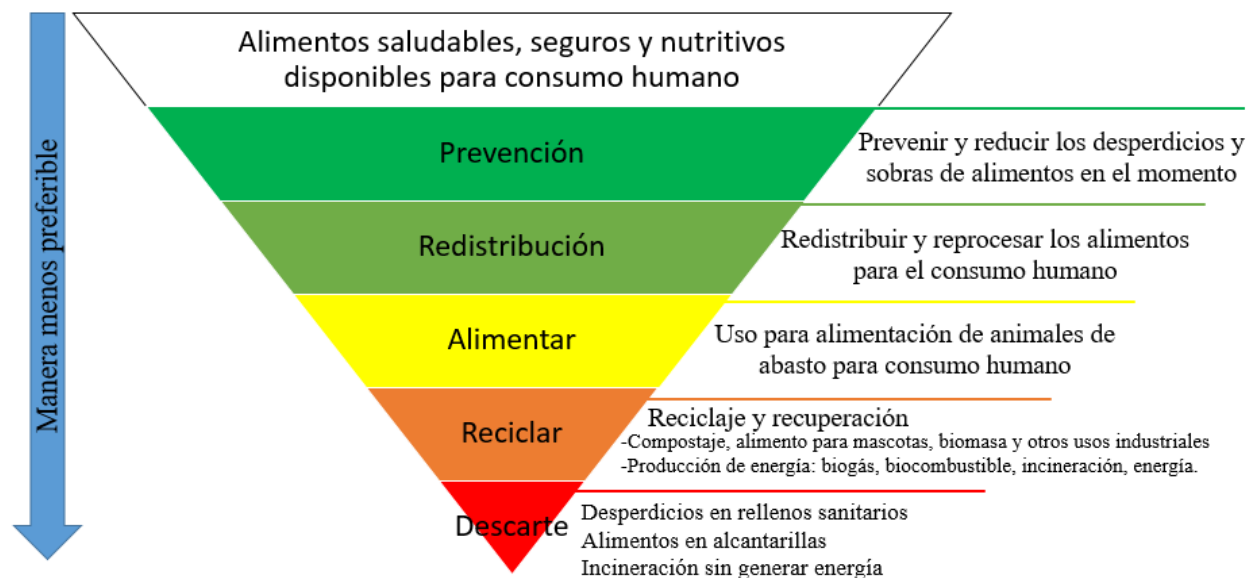 Manera menos preferible
Alimentos saludables, seguros y nutritivos
disponibles para consumo humano
Prevención
Prevenir y reducir los desperdicios y
sobras de alimentos en el momento
Redistribución
Redistribuir y reprocesar los alimentos
para el consumo humano
Alimentar
Uso para alimentación de animales de
abasto para consumo humano
Reciclar
Reciclaje y recuperación
-Compostaje, alimento para mascotas, biomasa y otros usos industriales
-Producción de energía: biogás, biocombustible, incineración, energía.
Descarte
Desperdicios en rellenos sanitarios
Alimentos en alcantarillas
Incineración sin generar energía